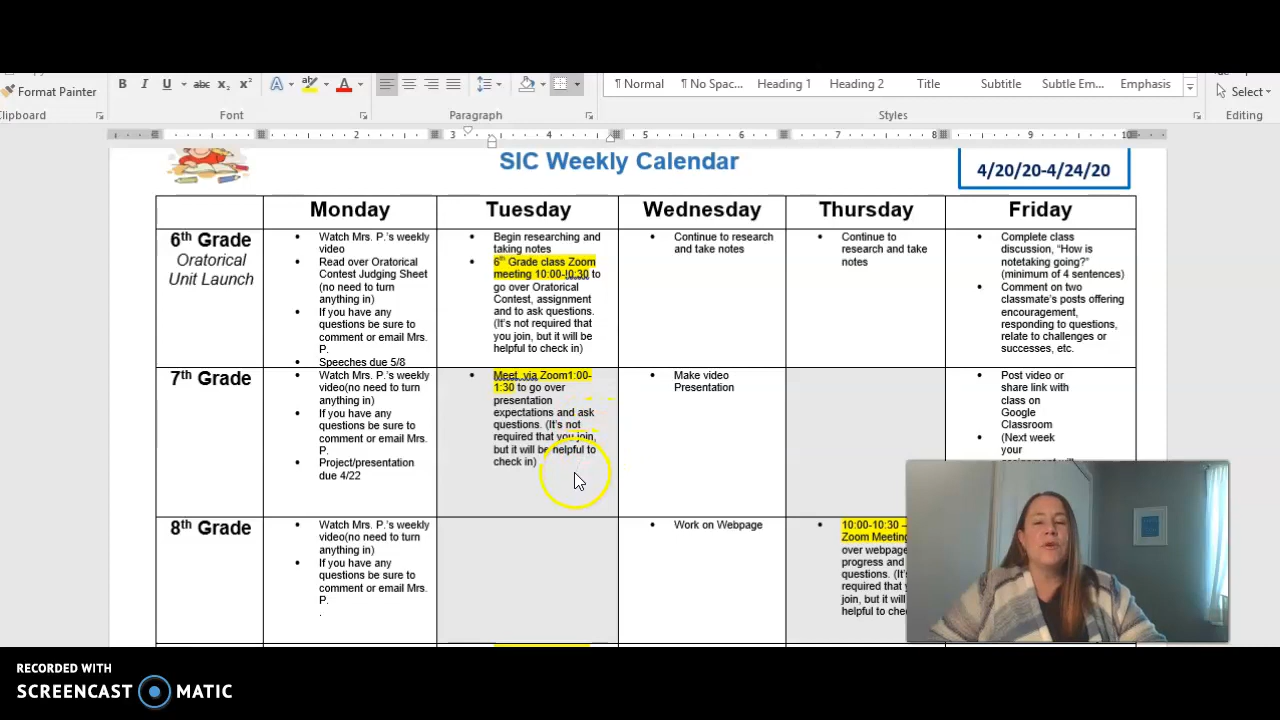 Format Painter
B I U abc x₂ x² A ab A
¶ Normal ¶ No Spac... Heading 1 Heading 2 Title Subtitle Subtle Em... Emphasis
Select
Clipboard Font Paragraph Styles Editing
2 3 4 5 6 7 8 9 10
SIC Weekly Calendar
4/20/20-4/24/20
Monday Tuesday Wednesday Thursday Friday
6th Grade
Oratorical
Unit Launch
• Watch Mrs. P.'s weekly
video
• Read over Oratorical
Contest Judging Sheet
(no need to turn
anything in)
• If you have any
questions be sure to
comment or email Mrs.
P.
• Speeches due 5/8
• Begin researching and
taking notes
• 6th Grade class Zoom
meeting 10:00-!0:30 to
go over Oratorical
Contest, assignment
and to ask questions.
(It's not required that
you join, but it will be
helpful to check in)
• Continue to research
and take notes
• Continue to
research and take
notes
• Complete class
discussion, "How is
notetaking going?"
(minimum of 4 sentences)
• Comment on two
classmate's posts offering
encouragement,
responding to questions,
relate to challenges or
successes, etc.
7th Grade
• Watch Mrs. P.'s weekly
video(no need to turn
anything in)
• If you have any
questions be sure to
comment or email Mrs.
P.
• Project/presentation
due 4/22
• Meet via Zoom1:00-
1:30 to go over
presentation
expectations and ask
questions. (It's not
required that you join,
but it will be helpful to
check in)
• Make video
Presentation
• Post video or
share link with
class on
Google
Classroom
• (Next week
your
8th Grade
• Watch Mrs. P.'s weekly
video(no need to turn
anything in)
• If you have any
questions be sure to
comment or email Mrs.
P.
.
• Work on Webpage
• 10:00-10:30 –
Zoom Meeting
over webpage
progress and
questions. (It's
required that
join, but it will
helpful to
RECORDED WITH
SCREENCAST MATIC